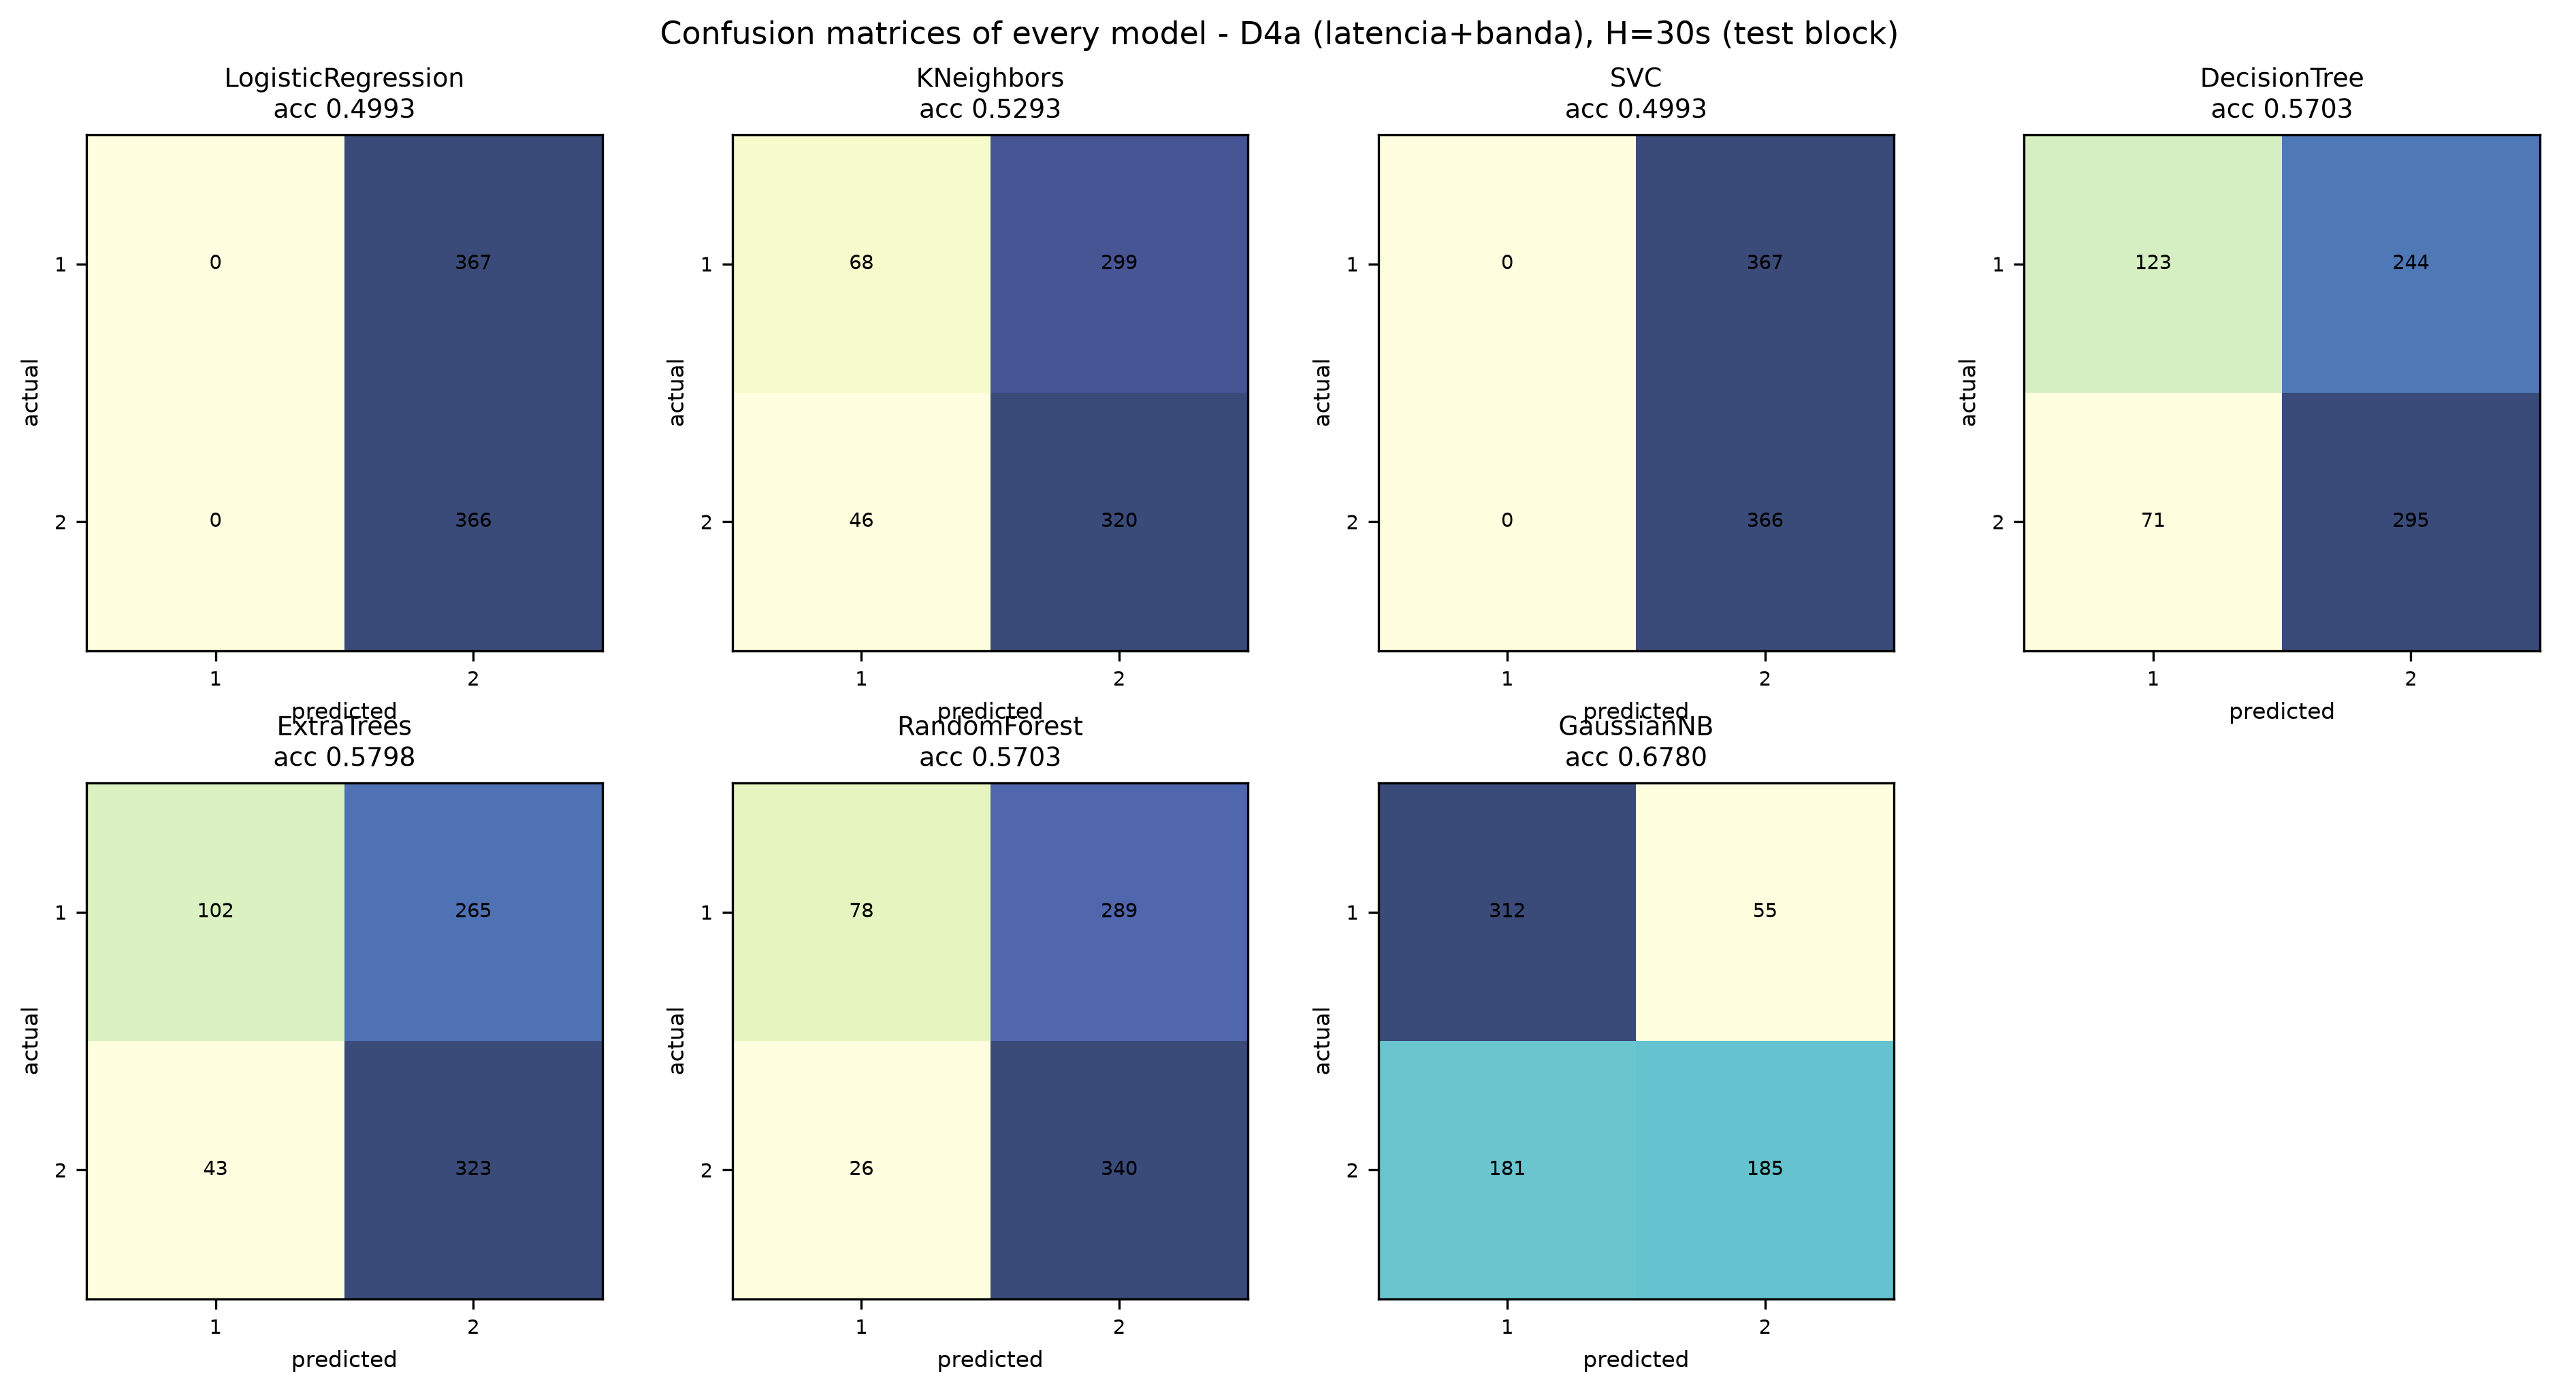 Confusion matrices of every model - D4a (latencia+banda), H=30s (test block)
LogisticRegression
acc 0.4993
actual
1
2
0
367
0
366
1
2
predicted
KNeighbors
acc 0.5293
actual
1
2
68
299
46
320
1
2
predicted
SVC
acc 0.4993
actual
1
2
0
367
0
366
1
2
predicted
DecisionTree
acc 0.5703
actual
1
2
123
244
71
295
1
2
predicted
ExtraTrees
acc 0.5798
actual
1
2
102
265
43
323
1
2
predicted
RandomForest
acc 0.5703
actual
1
2
78
289
26
340
1
2
predicted
GaussianNB
acc 0.6780
actual
1
2
312
55
181
185
1
2
predicted